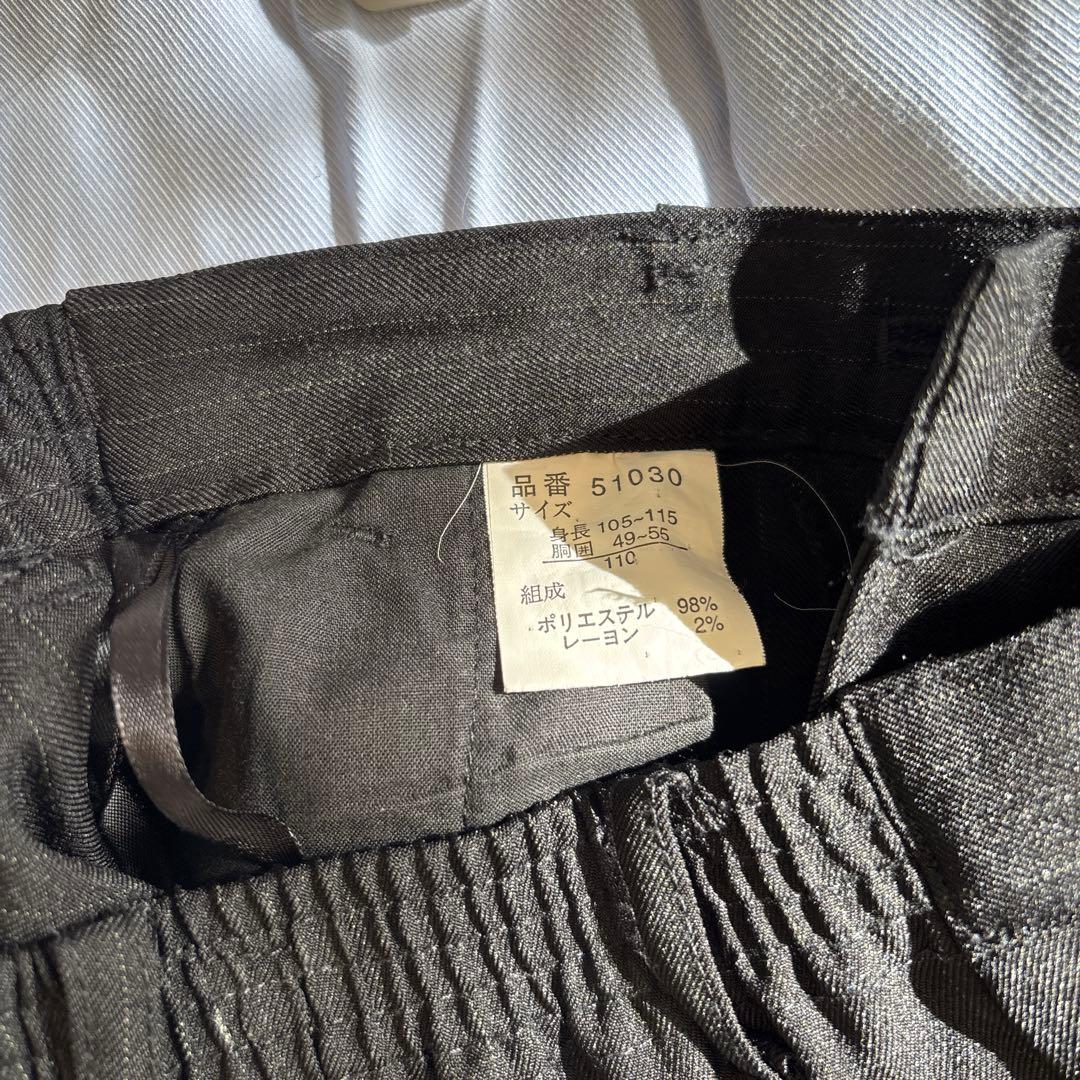 品番 51030
サイズ
身長 105~115
胴囲 49~55
110
組成
ポリエステル 98%
レーヨン 2%